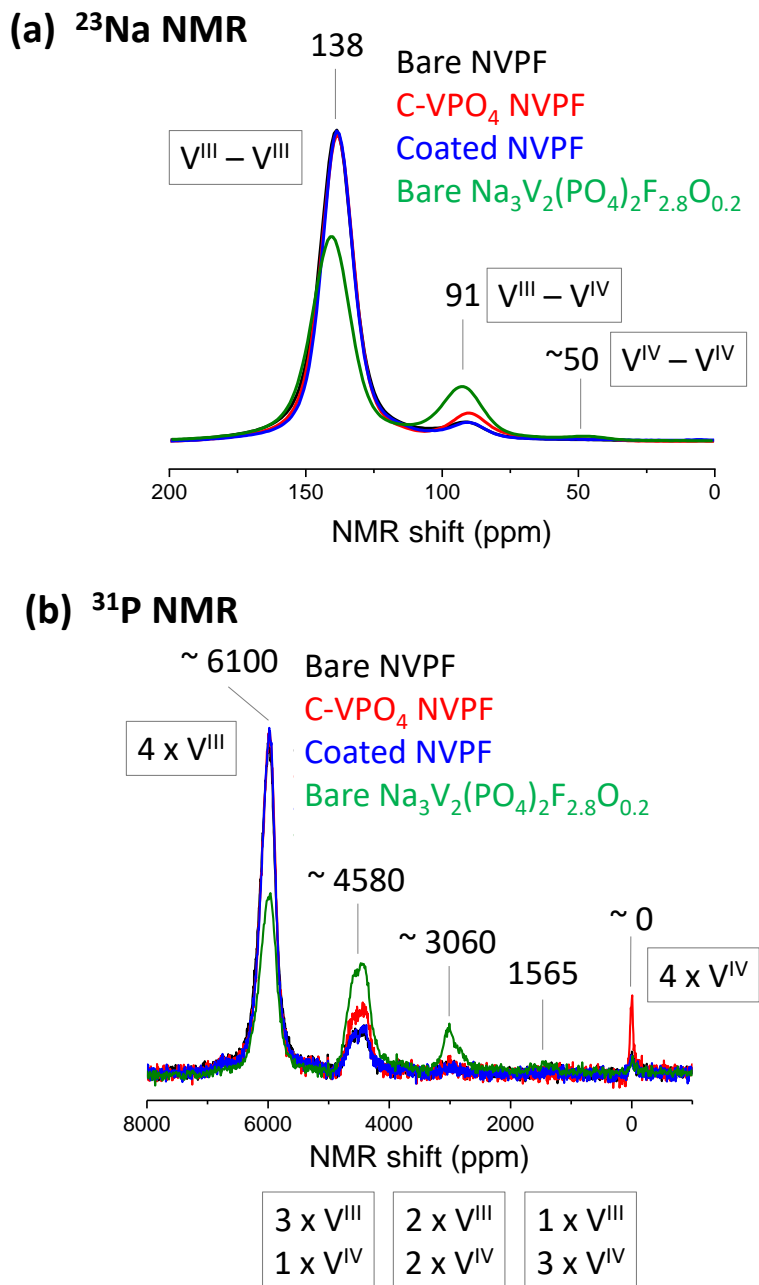 (a) ²³Na NMR
138
Bare NVPF
C-VPO₄ NVPF
Coated NVPF
Bare Na₃V₂(PO₄)₂F₂.₈O₀.₂
Vᴵᴵᴵ – Vᴵᴵᴵ
91
Vᴵᴵᴵ – Vᴵⱽ
~50
Vᴵⱽ – Vᴵⱽ
200 150 100 50 0
NMR shift (ppm)
(b) ³¹P NMR
~ 6100
Bare NVPF
C-VPO₄ NVPF
Coated NVPF
Bare Na₃V₂(PO₄)₂F₂.₈O₀.₂
4 x Vᴵᴵᴵ
~ 4580
~ 3060
1565
~ 0
4 x Vᴵⱽ
8000 6000 4000 2000 0
NMR shift (ppm)
3 x Vᴵᴵᴵ
1 x Vᴵⱽ
2 x Vᴵᴵᴵ
2 x Vᴵⱽ
1 x Vᴵᴵᴵ
3 x Vᴵⱽ